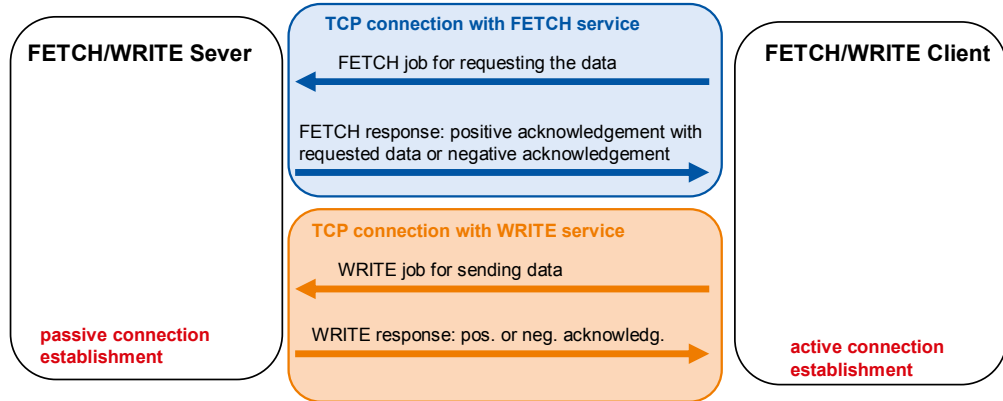 FETCH/WRITE Sever
passive connection
establishment
TCP connection with FETCH service
FETCH job for requesting the data
FETCH response: positive acknowledgement with
requested data or negative acknowledgement
TCP connection with WRITE service
WRITE job for sending data
WRITE response: pos. or neg. acknowledg.
FETCH/WRITE Client
active connection
establishment